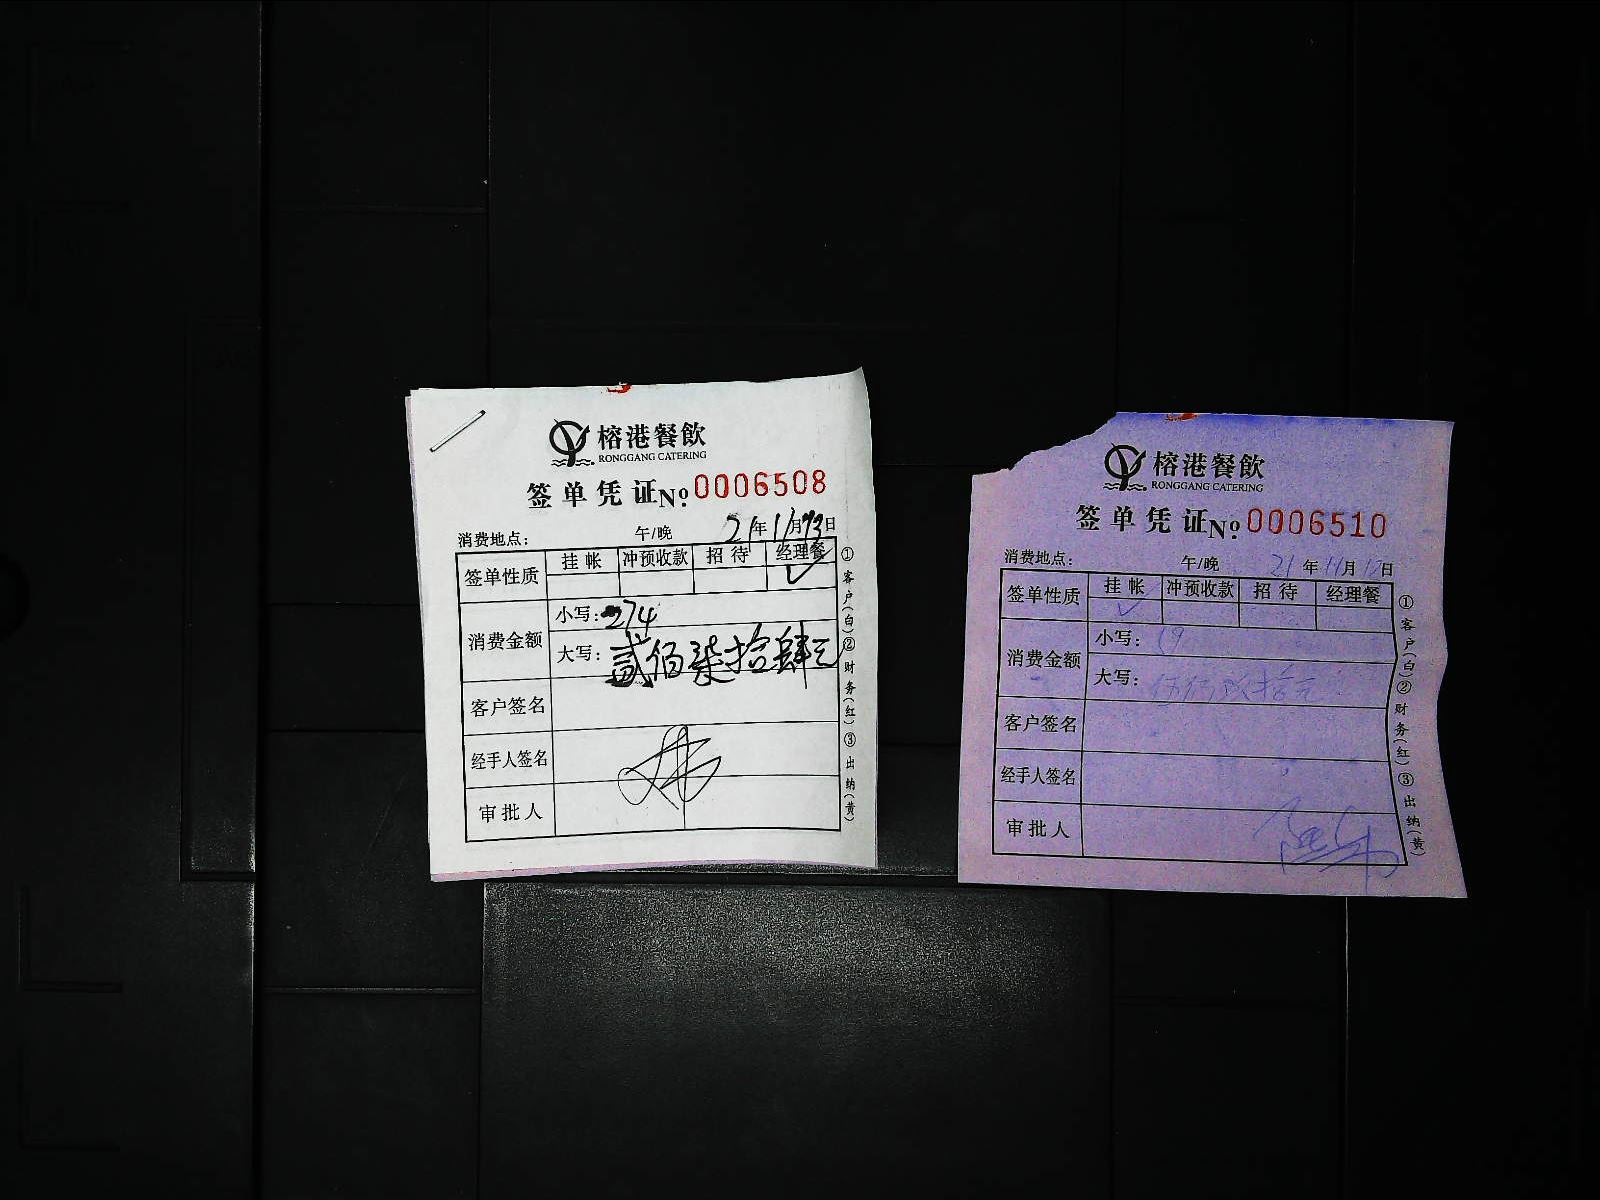 榕港餐飲
RONGGANG CATERING
签单凭证 No. 0006508
消费地点： 午/晚 21年11月13日
签单性质 挂帐 冲预收款 招待 经理餐
✓
消费金额
小写：274
大写：贰佰柒拾肆元
客户签名
经手人签名
审批人
①客户(白)②财务(红)③出纳(黄)
榕港餐飲
RONGGANG CATERING
签单凭证 No. 0006510
消费地点： 午/晚 21年11月 日
签单性质 挂帐 冲预收款 招待 经理餐
✓
消费金额
小写：
大写：
客户签名
经手人签名
审批人
①客户(白)②财务(红)③出纳(黄)